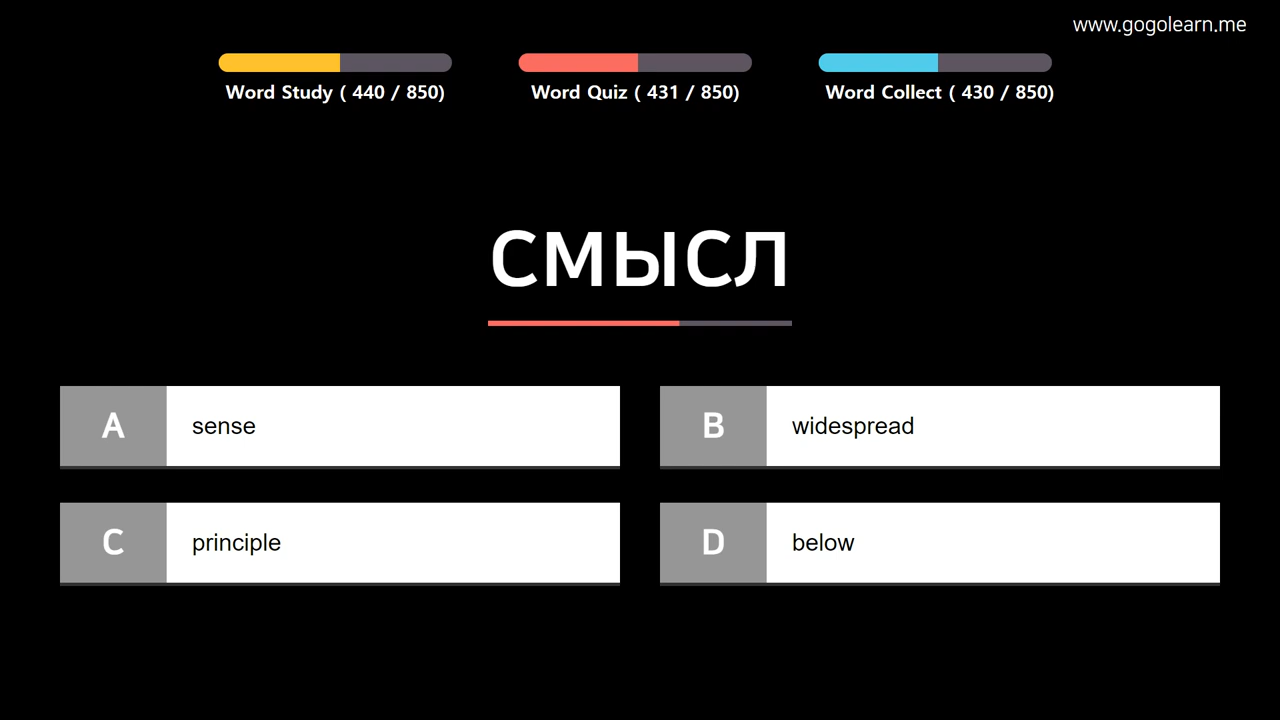 www.gogolearn.me
Word Study ( 440 / 850)
Word Quiz ( 431 / 850)
Word Collect ( 430 / 850)
смысл
A sense
B widespread
C principle
D below